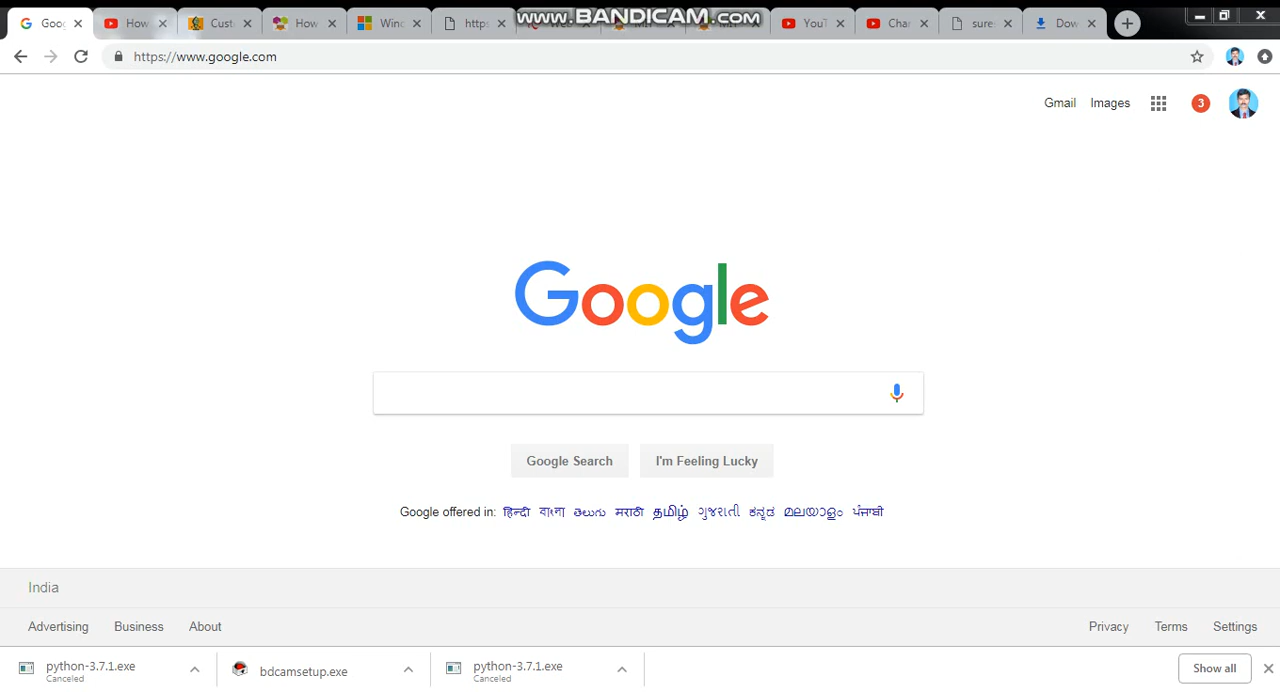 Goog
How
Cust
How
Winc
https
www.BANDICAM.com
YouT
Char
sure
Dow
https://www.google.com
Gmail Images 3
Google
Google Search I'm Feeling Lucky
Google offered in: हिन्दी বাংলা తెలుగు मराठी தமிழ் ગુજરાતી ಕನ್ನಡ മലയാളം ਪੰਜਾਬੀ
India
Advertising Business About Privacy Terms Settings
python-3.7.1.exe
Canceled
bdcamsetup.exe
python-3.7.1.exe
Canceled
Show all